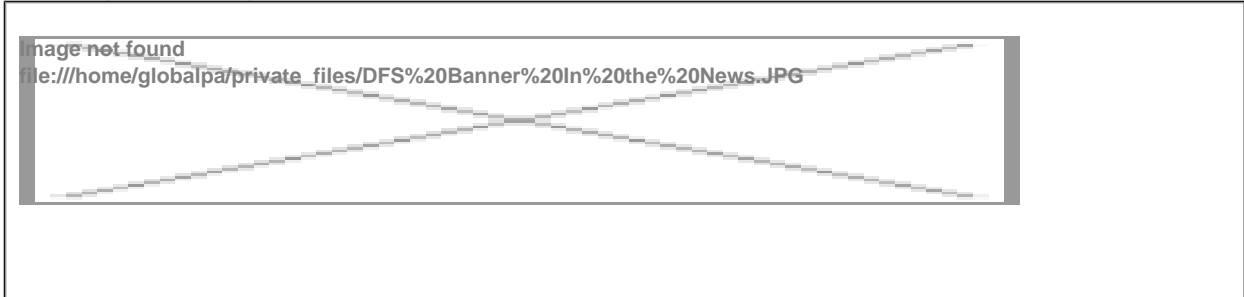 Image not found
file:///home/globalpa/private_files/DFS%20Banner%20In%20the%20News.JPG